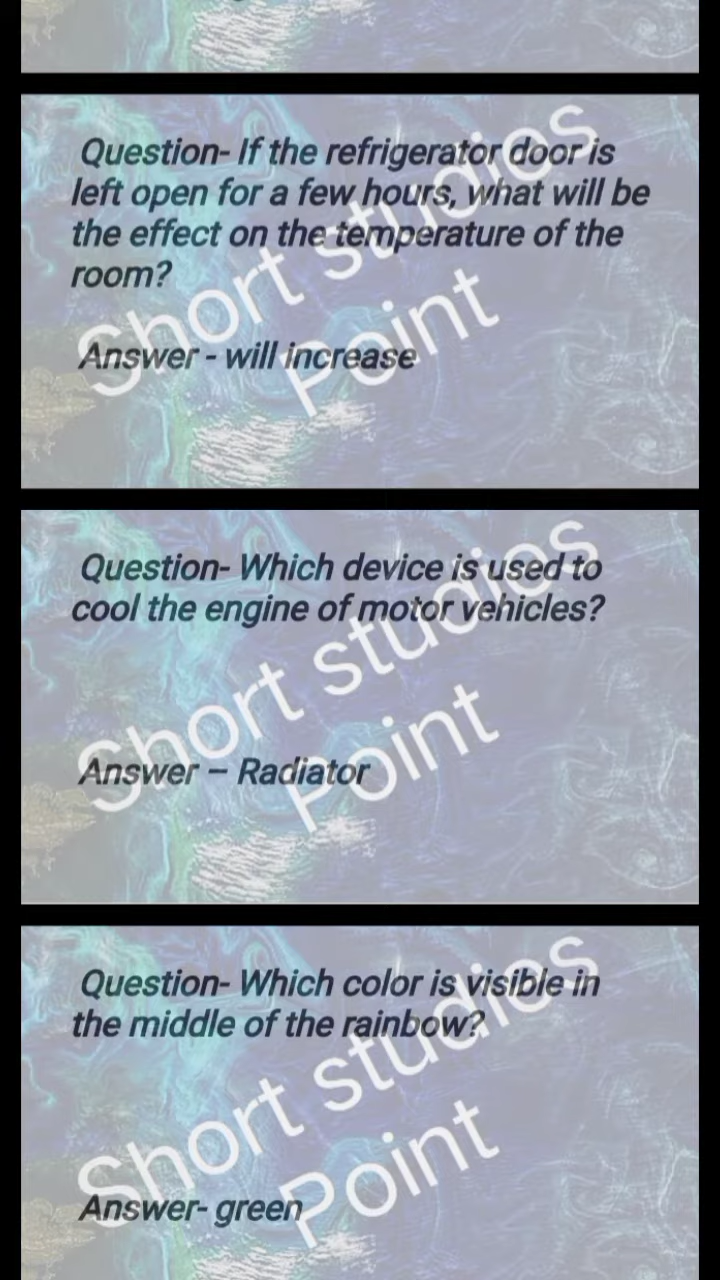 Question- If the refrigerator door is
left open for a few hours, what will be
the effect on the temperature of the
room?
Answer - will increase
Short studies
Point
Question- Which device is used to
cool the engine of motor vehicles?
Answer – Radiator
Short studies
Point
Question- Which color is visible in
the middle of the rainbow?
Answer- green
Short studies
Point